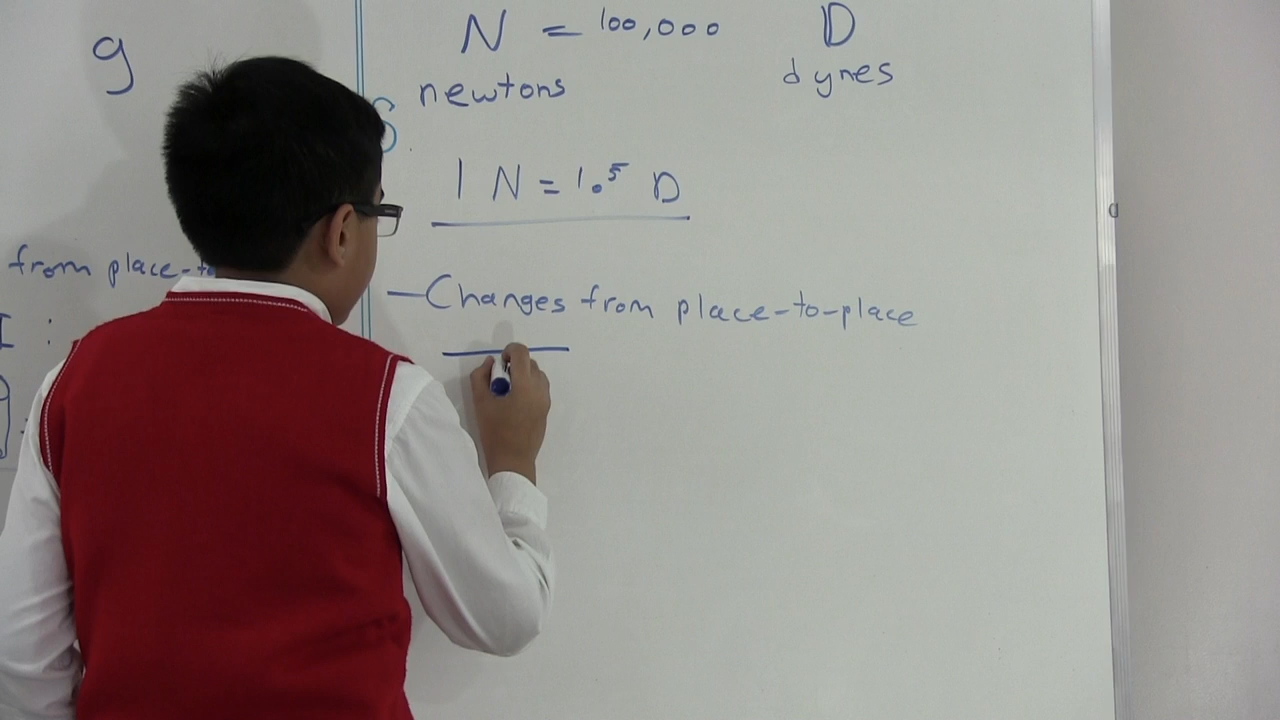 g
from place-to
I :
N = 100,000 D
newtons dynes
1 N = 1.⁵ D
—Changes from place-to-place